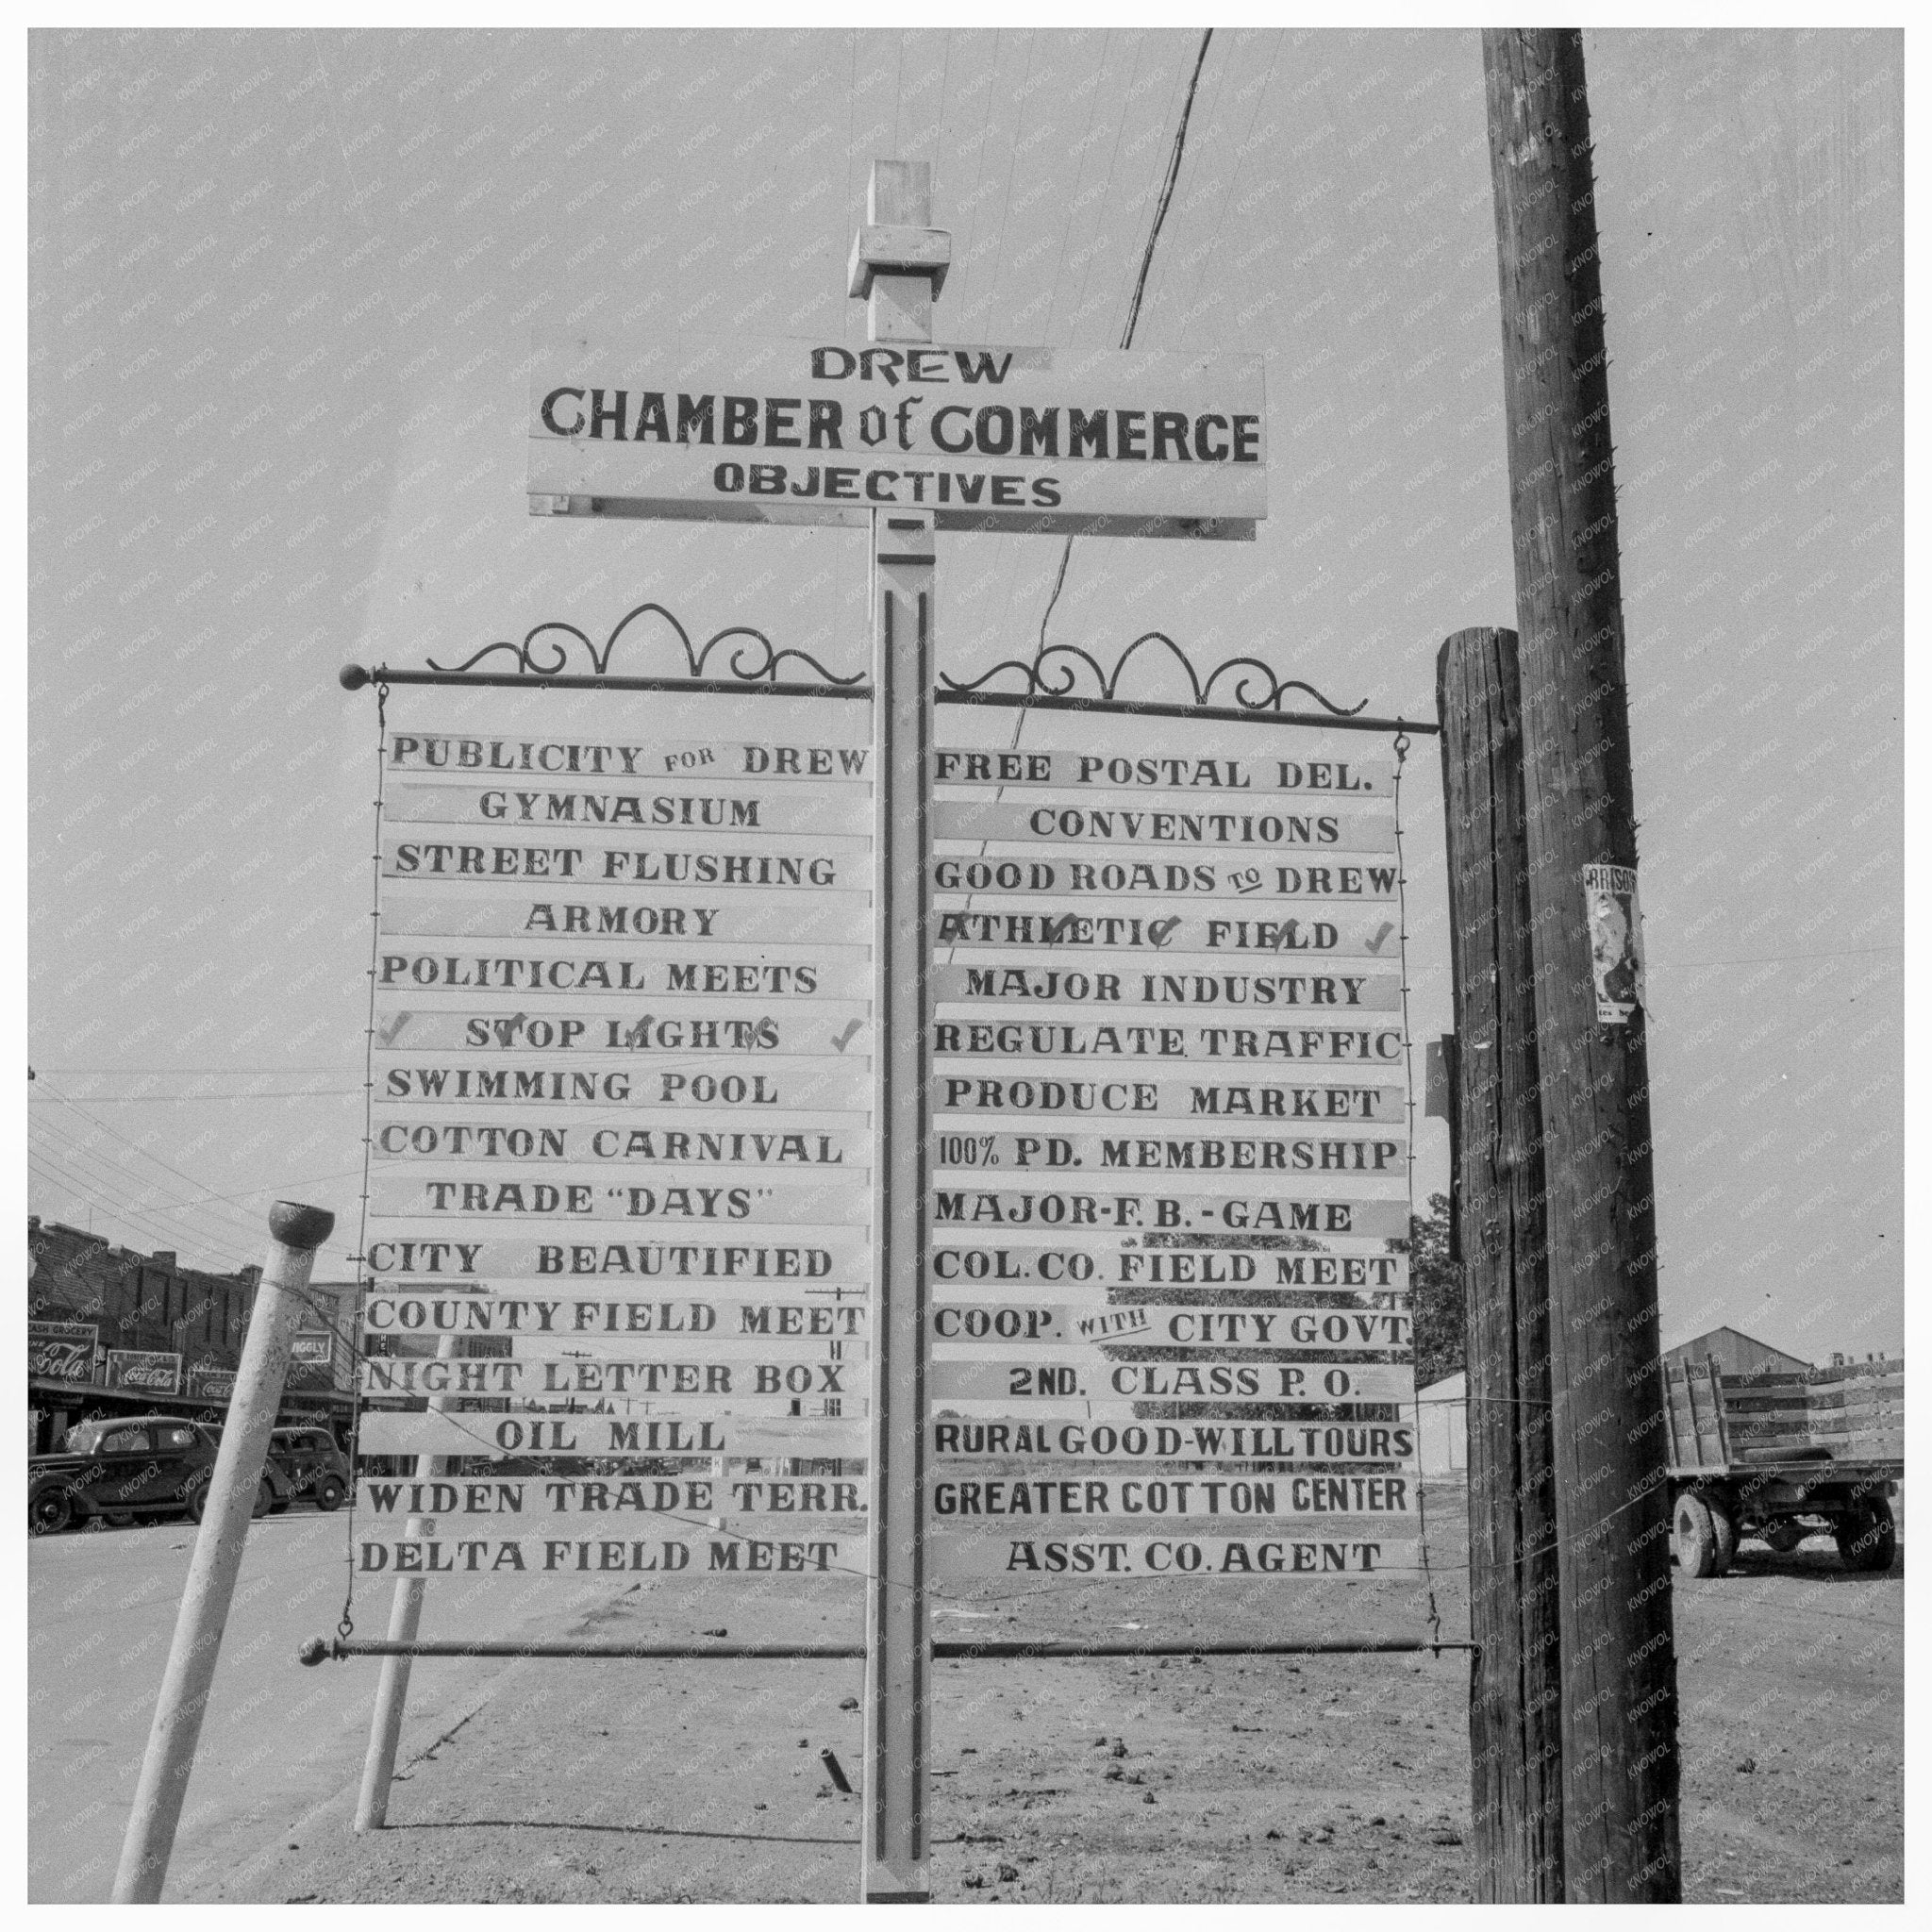 DREW
CHAMBER of COMMERCE
OBJECTIVES
PUBLICITY FOR DREW
GYMNASIUM
STREET FLUSHING
ARMORY
POLITICAL MEETS
STOP LIGHTS
SWIMMING POOL
COTTON CARNIVAL
TRADE "DAYS"
CITY BEAUTIFIED
COUNTY FIELD MEET
NIGHT LETTER BOX
OIL MILL
WIDEN TRADE TERR.
DELTA FIELD MEET
FREE POSTAL DEL.
CONVENTIONS
GOOD ROADS TO DREW
ATHLETIC FIELD
MAJOR INDUSTRY
REGULATE TRAFFIC
PRODUCE MARKET
100% PD. MEMBERSHIP
MAJOR-F.B.-GAME
COL. CO. FIELD MEET
COOP. WITH CITY GOVT.
2ND. CLASS P. O.
RURAL GOOD-WILL TOURS
GREATER COTTON CENTER
ASST. CO. AGENT
CASH GROCERY
Coca-Cola
Coca-Cola
IGGLY
KNOWOL